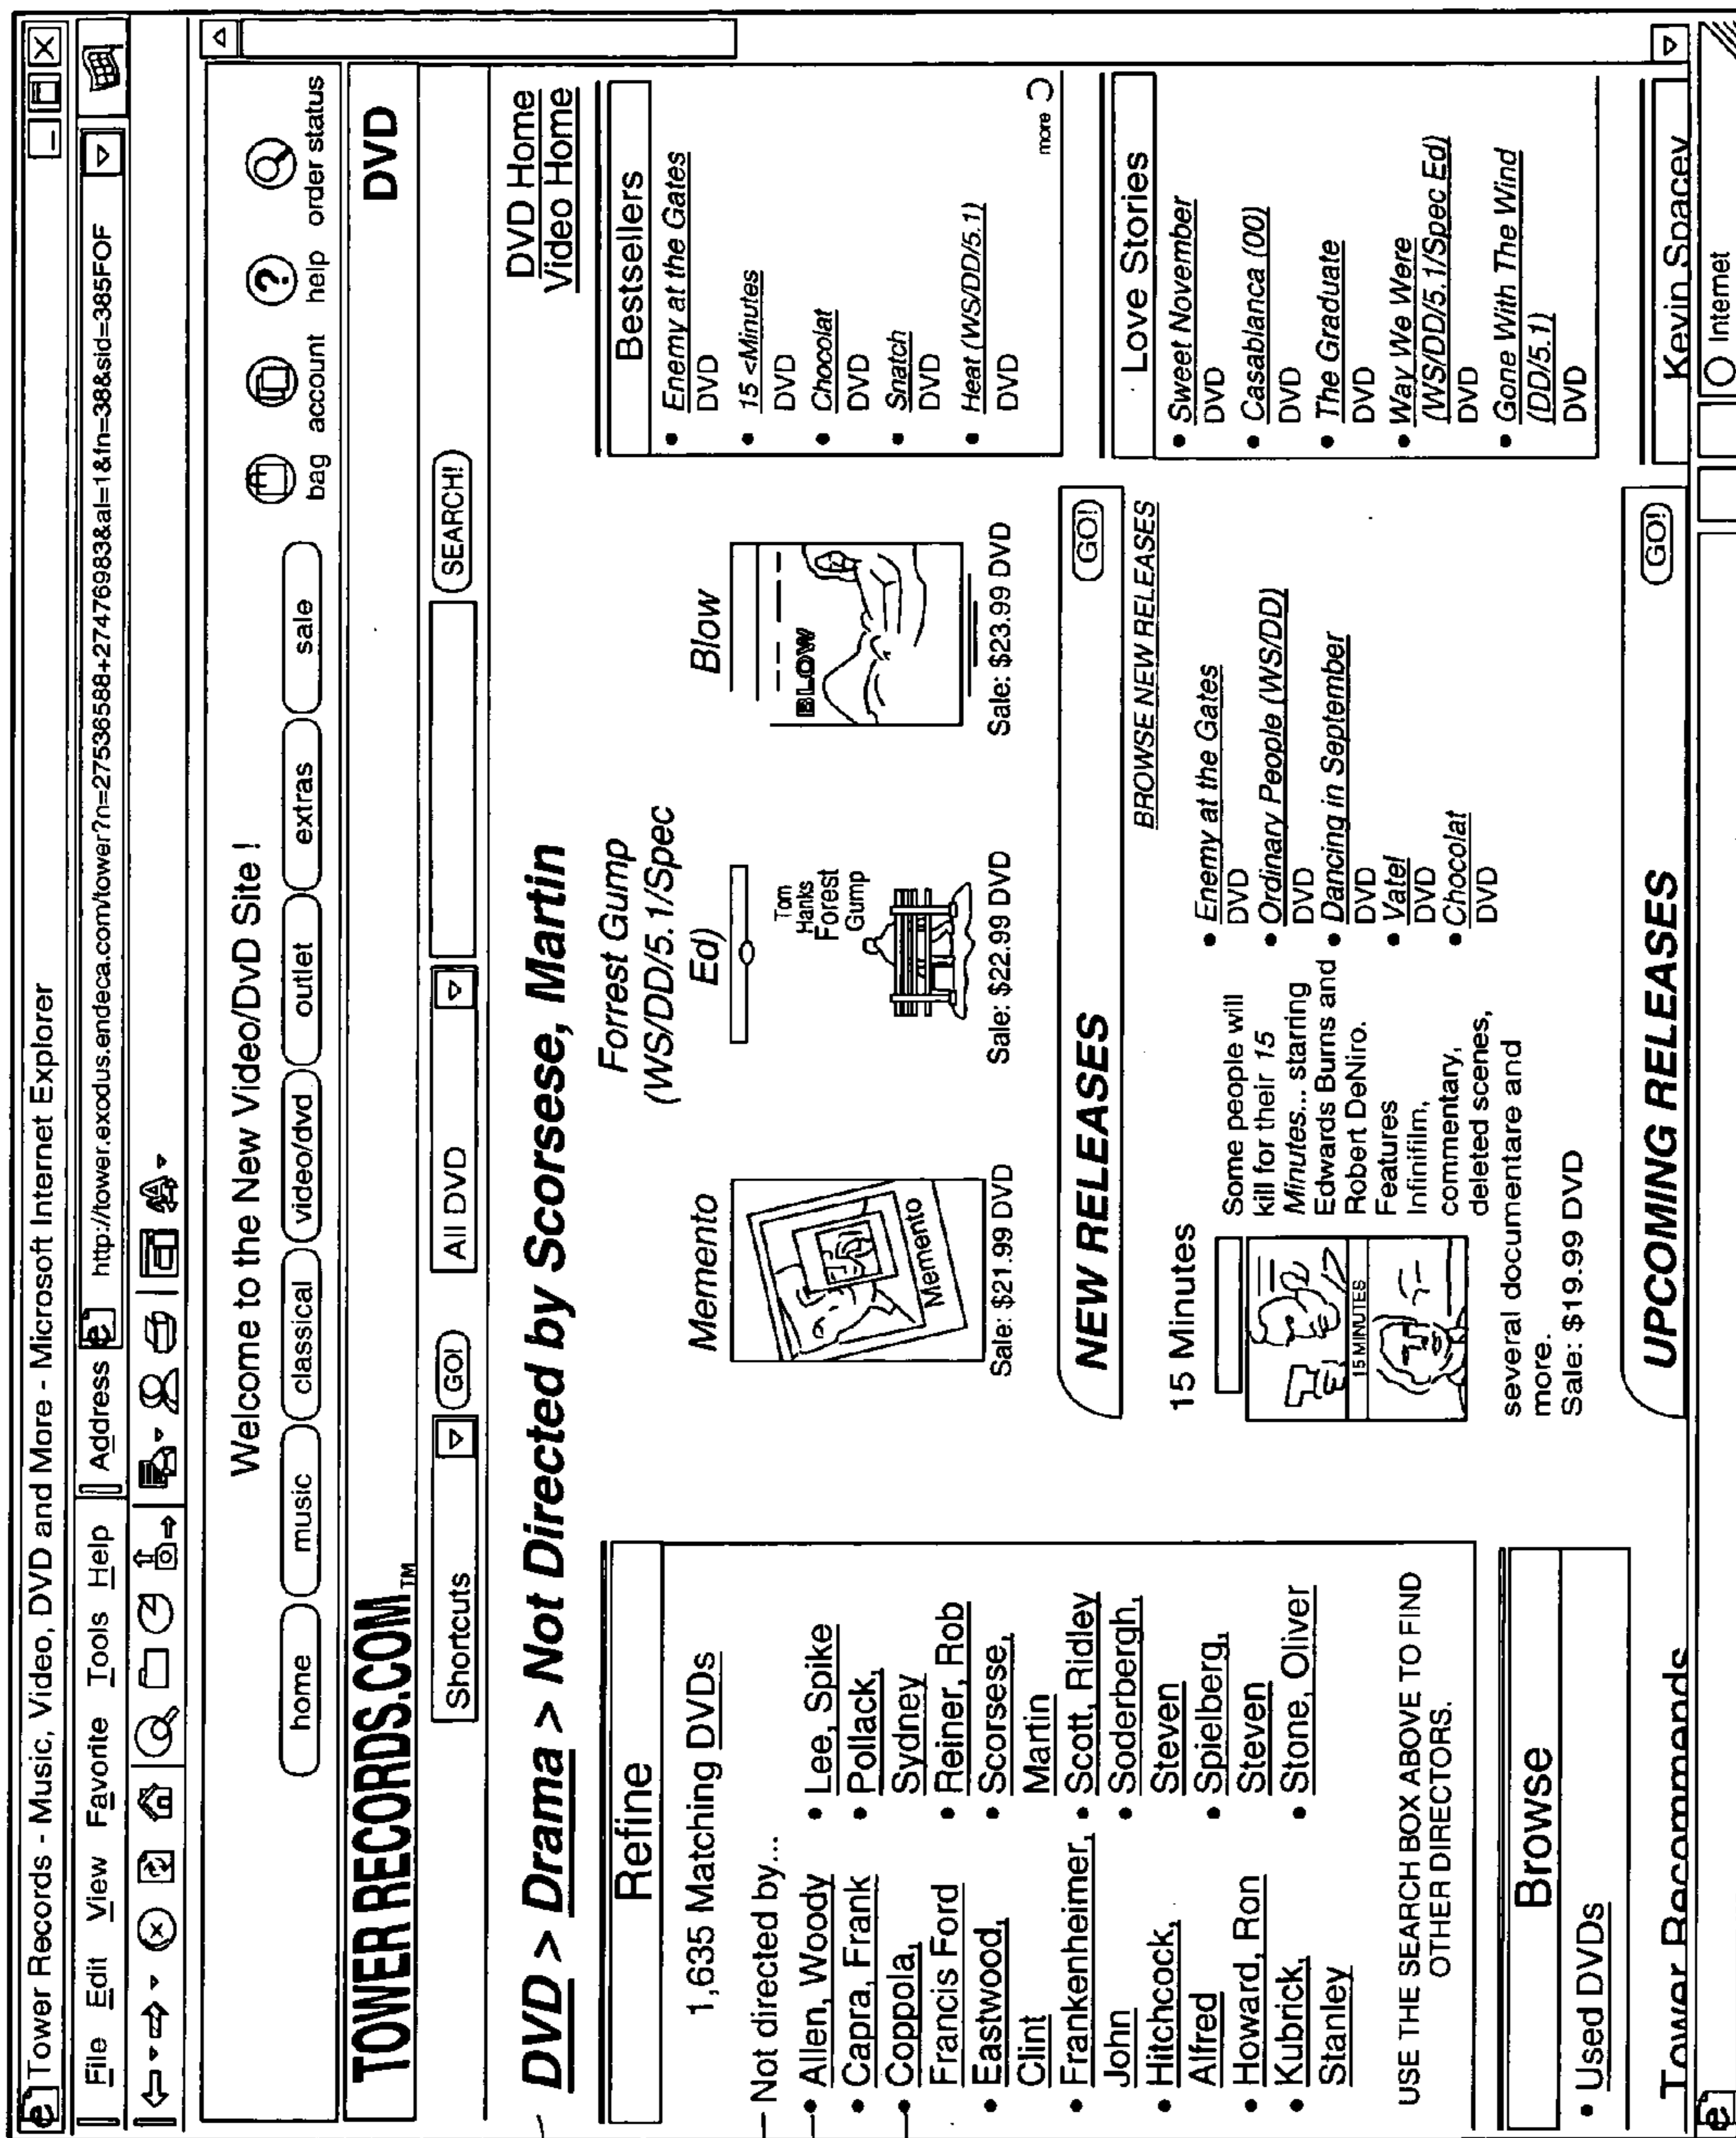 Tower Records - Music, Video, DVD and More - Microsoft Internet Explorer
File Edit View Favorite Tools Help Address http://tower.exodus.endeca.com/tower?n=27536588+27476983&al=1&fn=38&sid=385FOF
Welcome to the New Video/DvD Site !
home music classical video/dvd outlet extras sale
bag account help order status
TOWER RECORDS.COM™
DVD
Shortcuts GO! All DVD SEARCH!
DVD > Drama > Not Directed by Scorsese, Martin
DVD Home
Video Home
Refine
1,635 Matching DVDs
Not directed by...
• Allen, Woody
• Capra, Frank
• Coppola,
Francis Ford
• Eastwood,
Clint
• Frankenheimer,
John
• Hitchcock,
Alfred
• Howard, Ron
• Kubrick,
Stanley
• Lee, Spike
• Pollack,
Sydney
• Reiner, Rob
• Scorsese,
Martin
• Scott, Ridley
• Soderbergh,
Steven
• Spielberg,
Steven
• Stone, Oliver
USE THE SEARCH BOX ABOVE TO FIND
OTHER DIRECTORS.
Browse
• Used DVDs
Tower Recommends
Memento
Memento
Sale: $21.99 DVD
Forrest Gump
(WS/DD/5.1/Spec
Ed)
Tom
Hanks
Forest
Gump
Sale: $22.99 DVD
Blow
BLOW
Sale: $23.99 DVD
NEW RELEASES GO!
BROWSE NEW RELEASES
15 Minutes
15 MINUTES
Some people will
kill for their 15
Minutes... starring
Edwards Burns and
Robert DeNiro.
Features
Infinifilm,
commentary,
deleted scenes,
several documentare and
more.
Sale: $19.99 DVD
• Enemy at the Gates
DVD
• Ordinary People (WS/DD)
DVD
• Dancing in September
DVD
• Vatel
DVD
• Chocolat
DVD
UPCOMING RELEASES GO!
Bestsellers
• Enemy at the Gates
DVD
• 15 <Minutes
DVD
• Chocolat
DVD
• Snatch
DVD
• Heat (WS/DD/5.1)
DVD
more
Love Stories
• Sweet November
DVD
• Casablanca (00)
DVD
• The Graduate
DVD
• Way We Were
(WS/DD/5.1/Spec Ed)
DVD
• Gone With The Wind
(DD/5.1)
DVD
Kevin Spacey
Internet